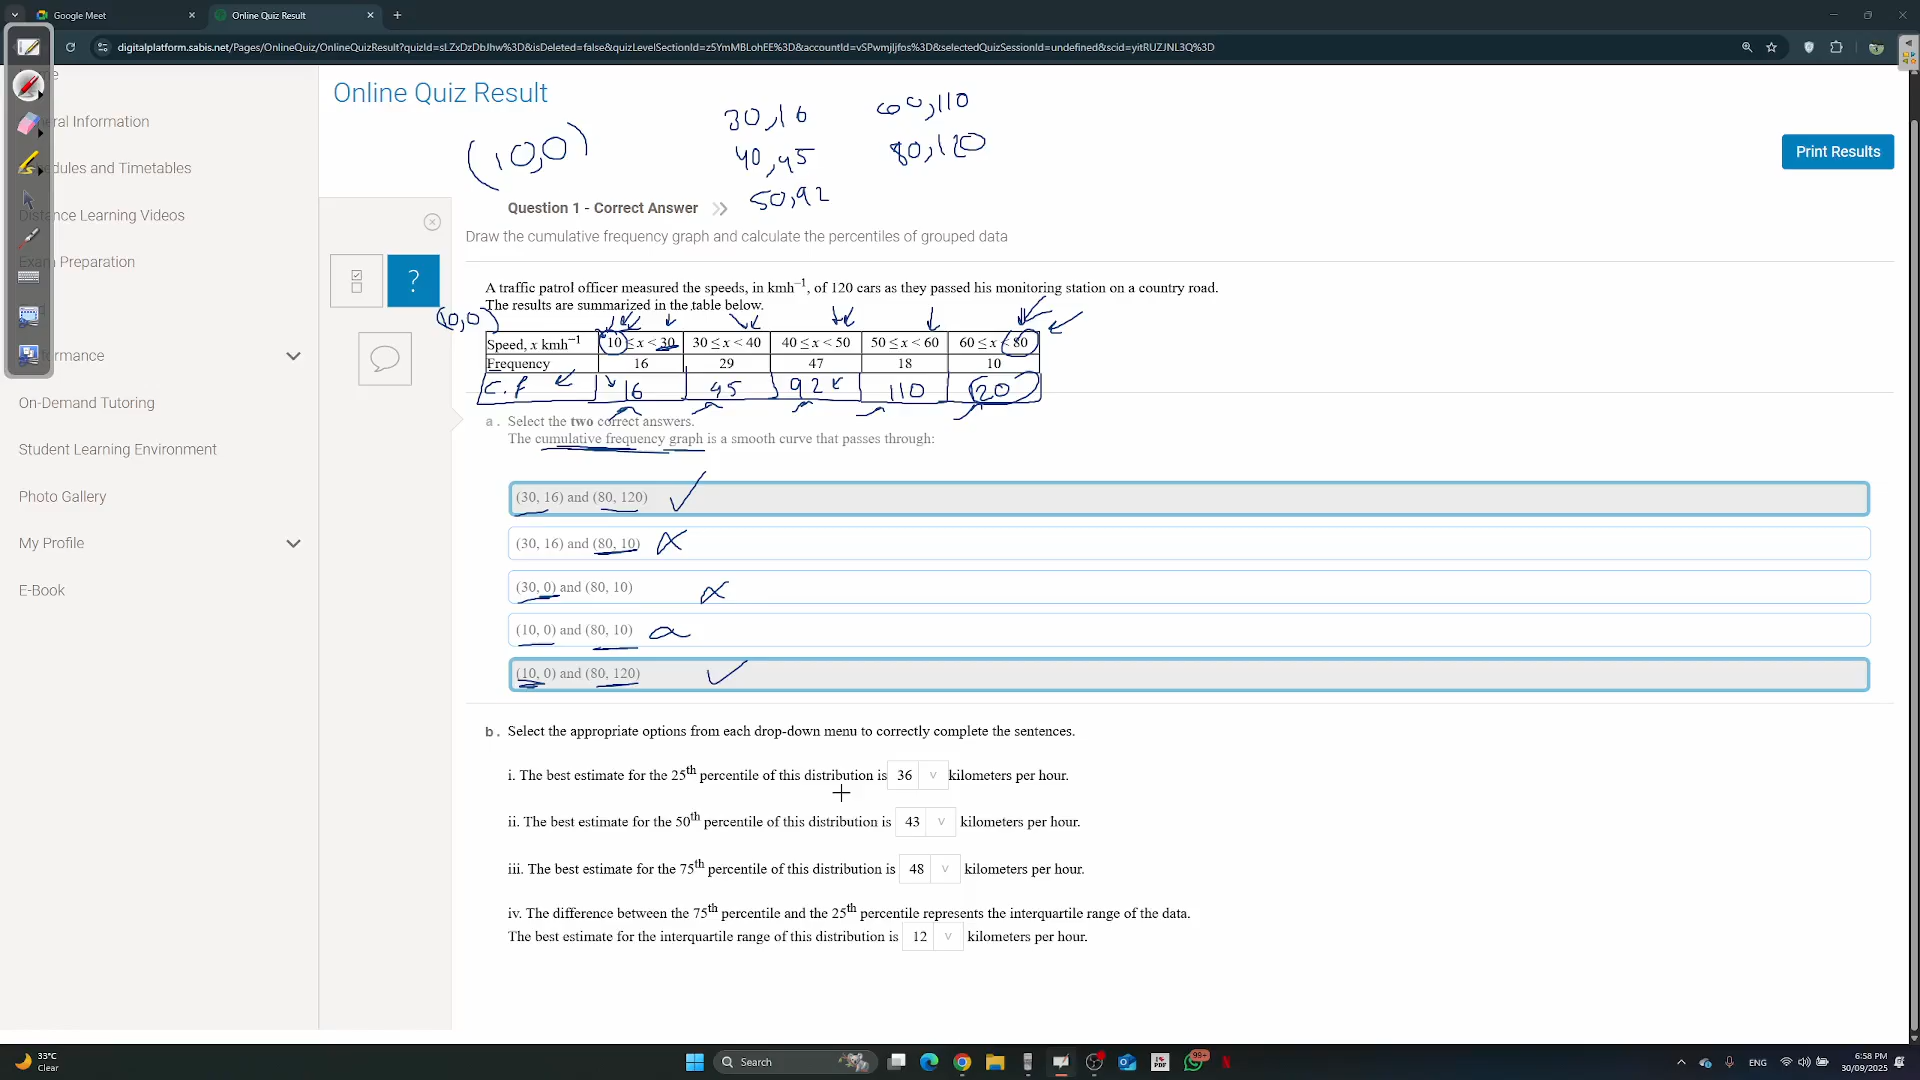 Google Meet
Online Quiz Result
digitalplatform.sabis.net/Pages/OnlineQuiz/OnlineQuizResult?quizId=sLZxDzDbJhw%3D&isDeleted=false&quizLevelSectionId=z5YmMBLohEE%3D&accountId=vSPwmjIjfos%3D&selectedQuizSessionId=undefined&scid=yitRUZJNL3Q%3D
General Information
Schedules and Timetables
Distance Learning Videos
Exam Preparation
Performance
On-Demand Tutoring
Student Learning Environment
Photo Gallery
My Profile
E-Book
Online Quiz Result
(10,0)
30,16
40,45
50,92
60,110
80,120
Print Results
Question 1 - Correct Answer
Draw the cumulative frequency graph and calculate the percentiles of grouped data
?
A traffic patrol officer measured the speeds, in kmh⁻¹, of 120 cars as they passed his monitoring station on a country road.
The results are summarized in the table below.
(10,0)
Speed, x kmh⁻¹ 10 ≤ x < 30 30 ≤ x < 40 40 ≤ x < 50 50 ≤ x < 60 60 ≤ x < 80
Frequency 16 29 47 18 10
C.f 16 45 92 110 120
a. Select the two correct answers.
The cumulative frequency graph is a smooth curve that passes through:
(30, 16) and (80, 120)
(30, 16) and (80, 10)
(30, 0) and (80, 10)
(10, 0) and (80, 10)
(10, 0) and (80, 120)
b. Select the appropriate options from each drop-down menu to correctly complete the sentences.
i. The best estimate for the 25th percentile of this distribution is 36 kilometers per hour.
ii. The best estimate for the 50th percentile of this distribution is 43 kilometers per hour.
iii. The best estimate for the 75th percentile of this distribution is 48 kilometers per hour.
iv. The difference between the 75th percentile and the 25th percentile represents the interquartile range of the data.
The best estimate for the interquartile range of this distribution is 12 kilometers per hour.
33°C
Clear
Search
99+
ENG
6:58 PM
30/09/2025